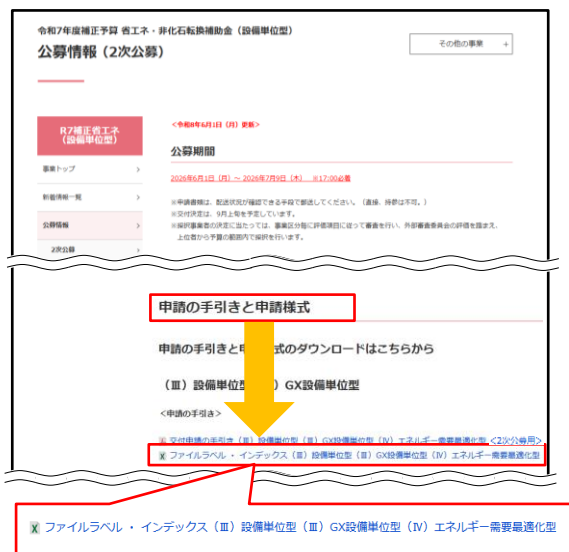 令和7年度補正予算 省エネ・非化石転換補助金（設備単位型）
公募情報（2次公募）
その他の事業 +
R7補正省エネ
（設備単位型）
事業トップ >
新着情報一覧 >
公募情報 >
2次公募 >
＜令和8年6月1日（月）更新＞
公募期間
2026年6月1日（月）～ 2026年7月9日（木） ※17:00必着
※申請書類は、配送状況が確認できる手段で郵送してください。（直接、持参は不可。）
※交付決定は、9月上旬を予定しています。
※採択事業者の決定に当たっては、事業区分毎に評価項目に従って審査を行い、外部審査委員会の評価を踏まえ、
上位者から予算の範囲内で採択を行います。
申請の手引きと申請様式
申請の手引きと申 式のダウンロードはこちらから
（Ⅲ）設備単位型 ）GX設備単位型
＜申請の手引き＞
交付申請の手引き（Ⅲ）設備単位型（Ⅲ）GX設備単位型（Ⅳ）エネルギー需要最適化型 <2次公募用>
ファイルラベル ・ インデックス（Ⅲ）設備単位型（Ⅲ）GX設備単位型（Ⅳ）エネルギー需要最適化型
ファイルラベル ・ インデックス（Ⅲ）設備単位型（Ⅲ）GX設備単位型（Ⅳ）エネルギー需要最適化型